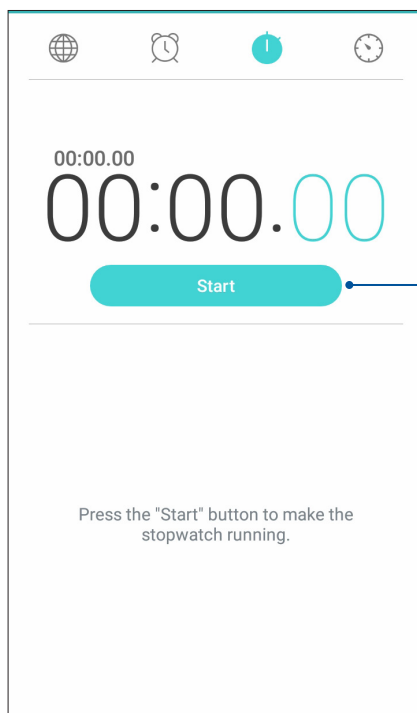 00:00.00
00:00.00
Start
Press the "Start" button to make the
stopwatch running.